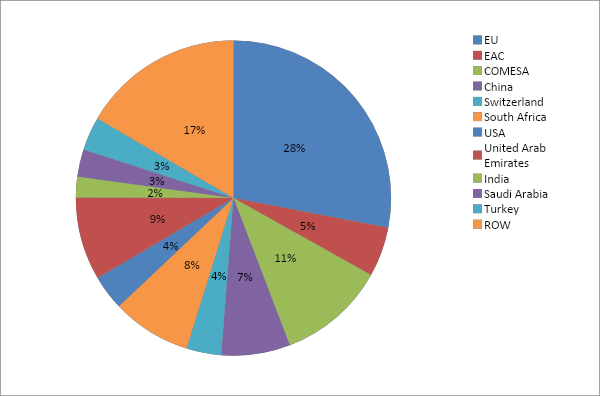 28%
5%
11%
7%
4%
8%
4%
9%
2%
3%
3%
17%
EU
EAC
COMESA
China
Switzerland
South Africa
USA
United Arab
Emirates
India
Saudi Arabia
Turkey
ROW